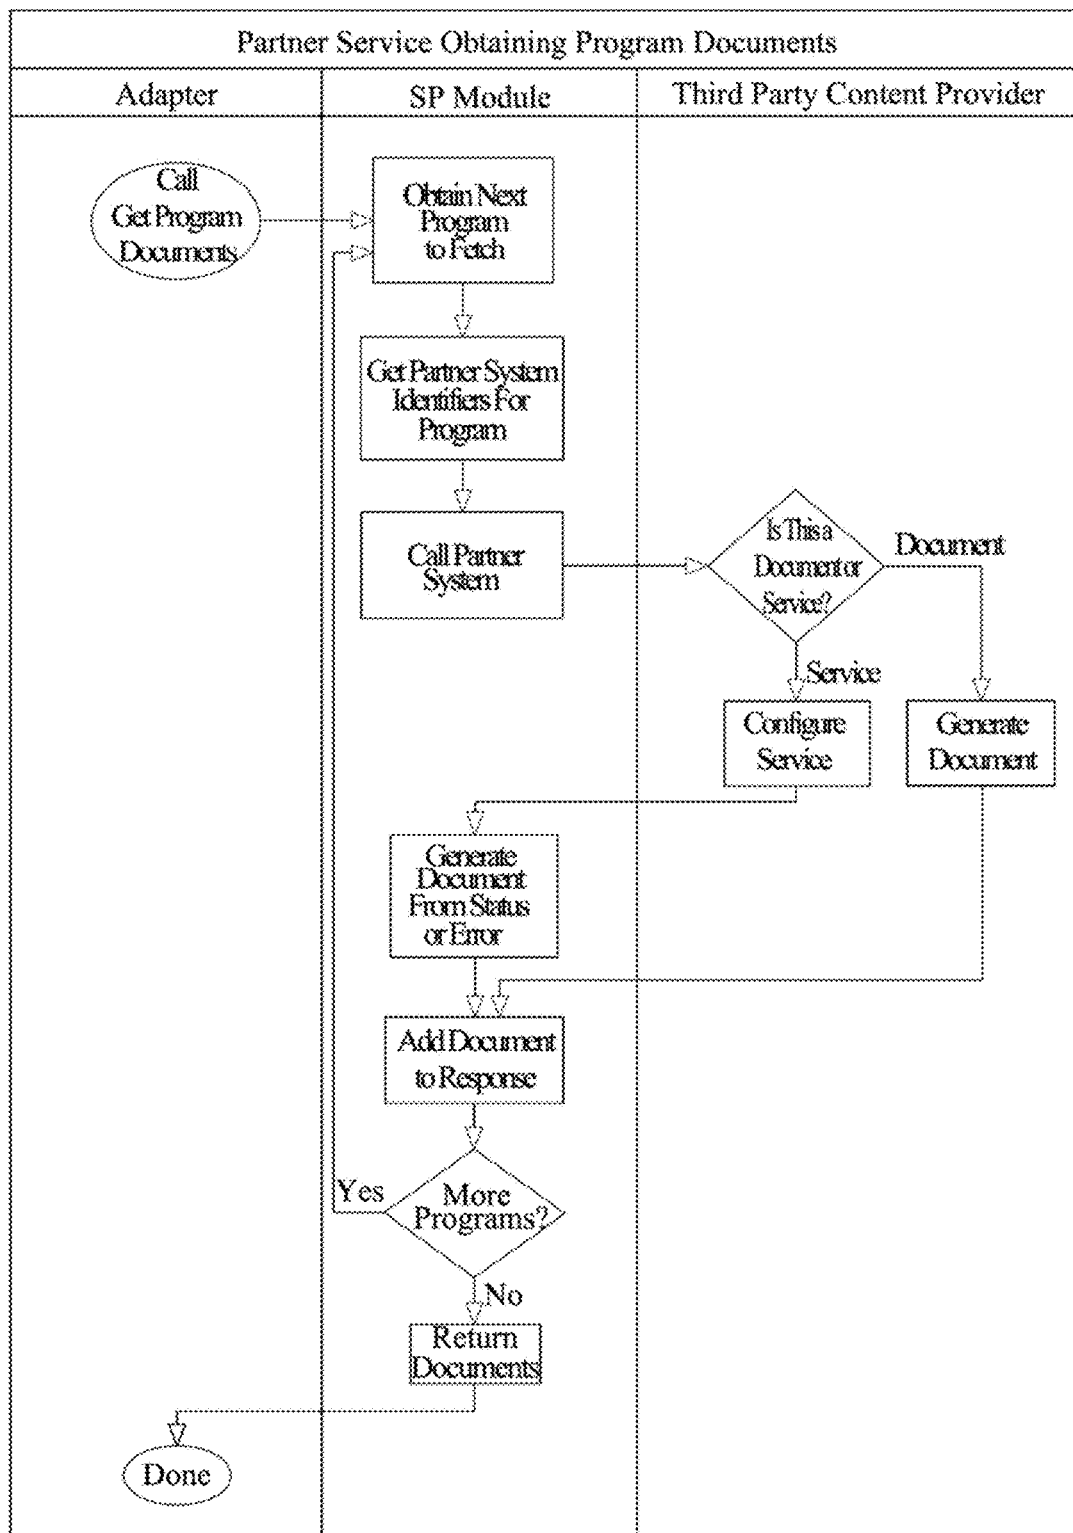 Partner Service Obtaining Program Documents
Adapter
SP Module
Third Party Content Provider
Call
Get Program
Documents
Obtain Next
Program
to Fetch
Get Partner System
Identifiers For
Program
Call Partner
System
Is This a
Document or
Service?
Document
Service
Configure
Service
Generate
Document
Generate
Document
From Status
or Error
Add Document
to Response
More
Programs?
Yes
No
Return
Documents
Done